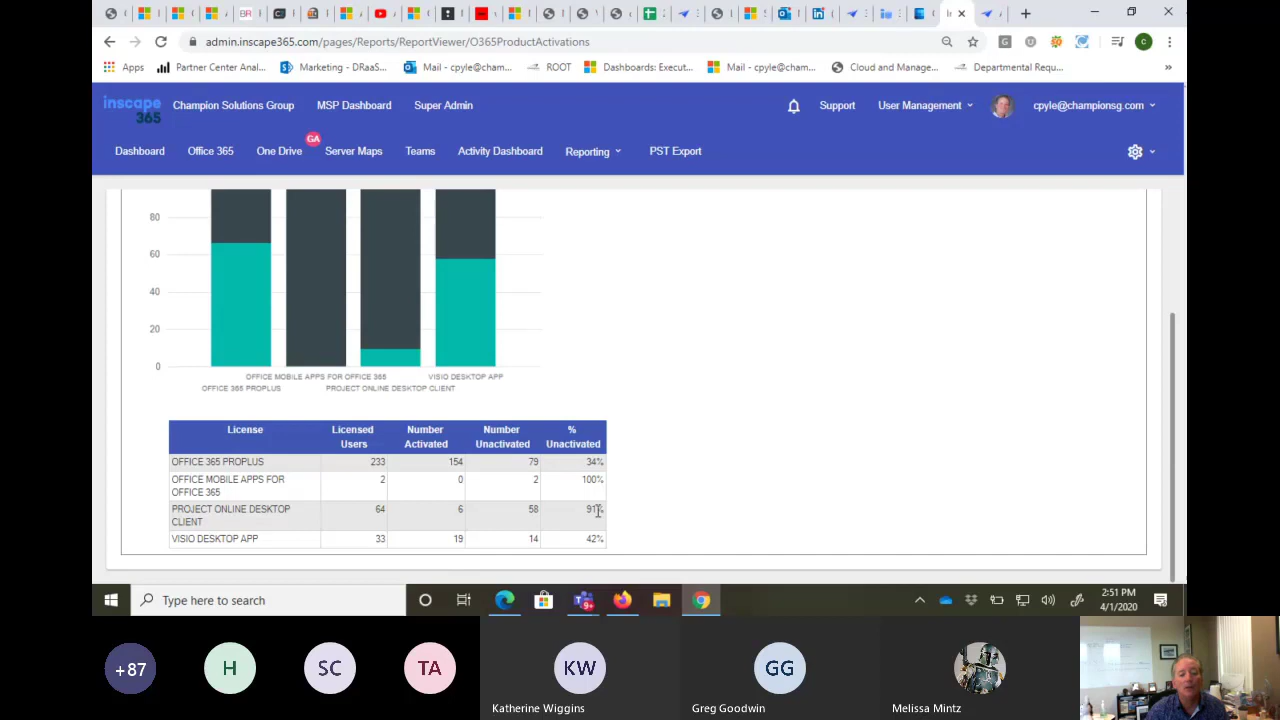 admin.inscape365.com/pages/Reports/ReportViewer/O365ProductActivations
Apps
Partner Center Anal...
Marketing - DRaaS...
Mail - cpyle@cham...
ROOT
Dashboards: Execut...
Mail - cpyle@cham...
Cloud and Manage...
Departmental Requ...
»
inscape 365
Champion Solutions Group
MSP Dashboard
Super Admin
Support
User Management
cpyle@championsg.com
Dashboard
Office 365
One Drive
GA
Server Maps
Teams
Activity Dashboard
Reporting
PST Export
80
60
40
20
0
OFFICE MOBILE APPS FOR OFFICE 365
VISIO DESKTOP APP
OFFICE 365 PROPLUS
PROJECT ONLINE DESKTOP CLIENT
License
Licensed Users
Number Activated
Number Unactivated
% Unactivated
OFFICE 365 PROPLUS 233 154 79 34%
OFFICE MOBILE APPS FOR OFFICE 365 2 0 2 100%
PROJECT ONLINE DESKTOP CLIENT 64 6 58 91%
VISIO DESKTOP APP 33 19 14 42%
Type here to search
9+
2:51 PM
4/1/2020
+87
H
SC
TA
KW
Katherine Wiggins
GG
Greg Goodwin
Melissa Mintz